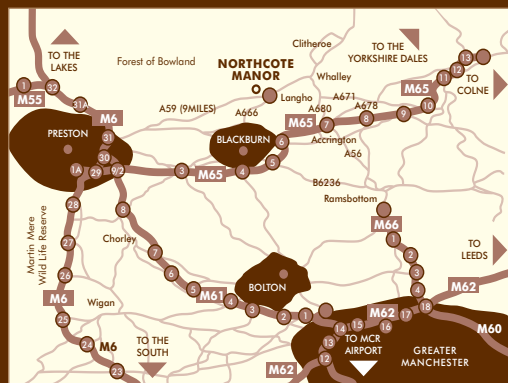 TO THE
LAKES
Forest of Bowland
NORTHCOTE
MANOR
Clitheroe
TO THE
YORKSHIRE DALES
Whalley
Langho
TO
COLNE
13
12
11
10
9
8
7
6
5
4
3
M65
A671
A680
A678
M65
A59 (9MILES)
A666
1
32
M55
31A
M6
31
PRESTON
30
1A
29
9/2
BLACKBURN
Accrington
A56
M65
B6236
Ramsbottom
28
8
M66
1
2
3
4
Martin Mere
Wild Life Reserve
Chorley
27
7
6
26
5
TO
LEEDS
M62
M6
Wigan
M61
4
3
BOLTON
2
1
25
24
M6
23
TO THE
SOUTH
14
15
M62
16
17
18
M60
13
12
TO MCR
AIRPORT
GREATER
MANCHESTER
M62